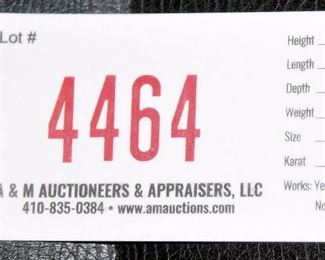 Lot #
4464
A & M AUCTIONEERS & APPRAISERS, LLC
410-835-0384 • www.amauctions.com
Height
Length
Depth
Weight
Size
Karat
Works: Ye
No